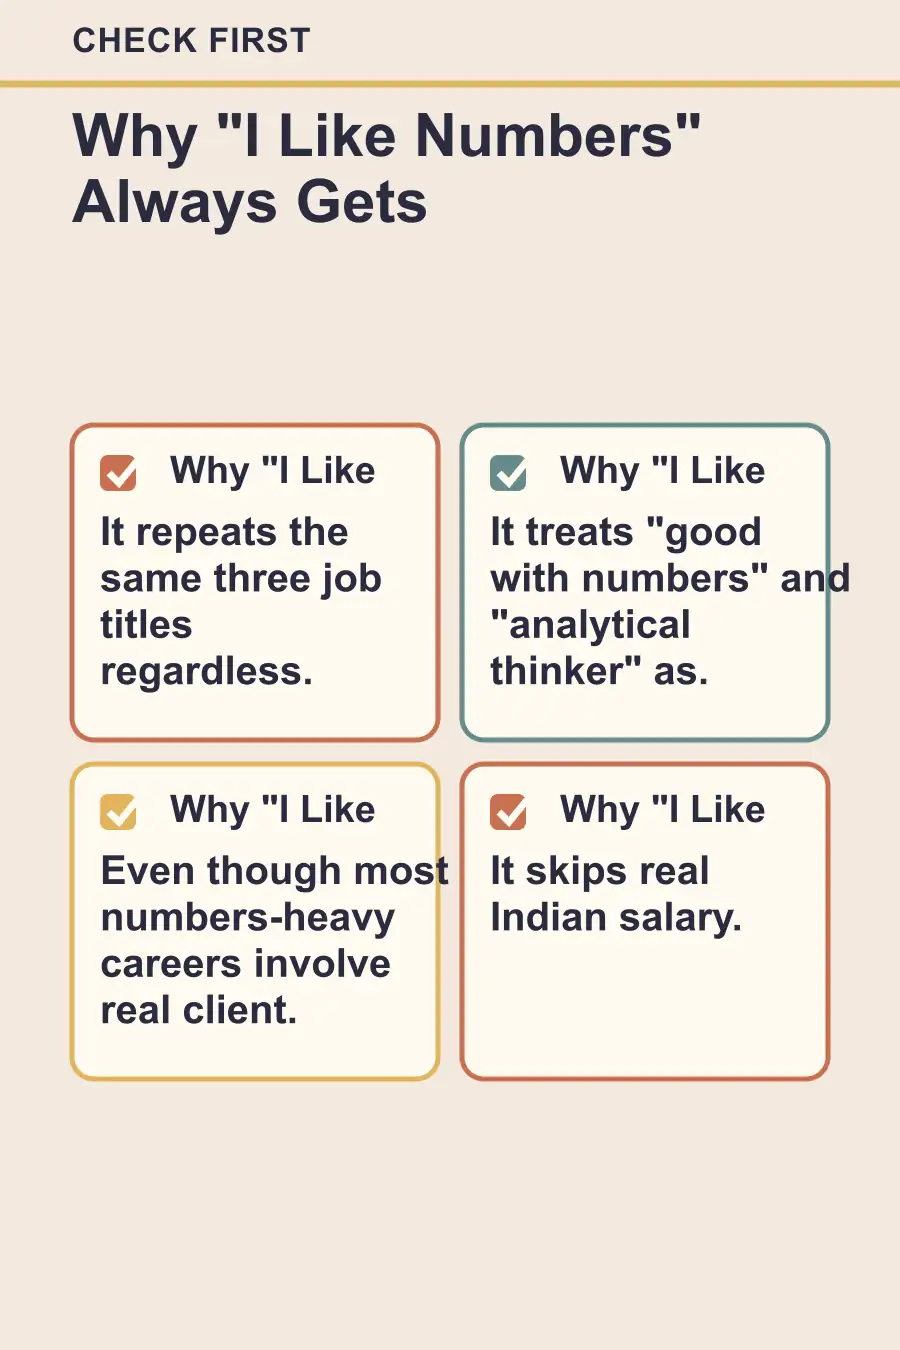 CHECK FIRST
Why "I Like Numbers"
Always Gets
Why "I Like
It repeats the
same three job
titles
regardless.
Why "I Like
It treats "good
with numbers" and
"analytical
thinker" as.
Why "I Like
Even though most
numbers-heavy
careers involve
real client.
Why "I Like
It skips real
Indian salary.